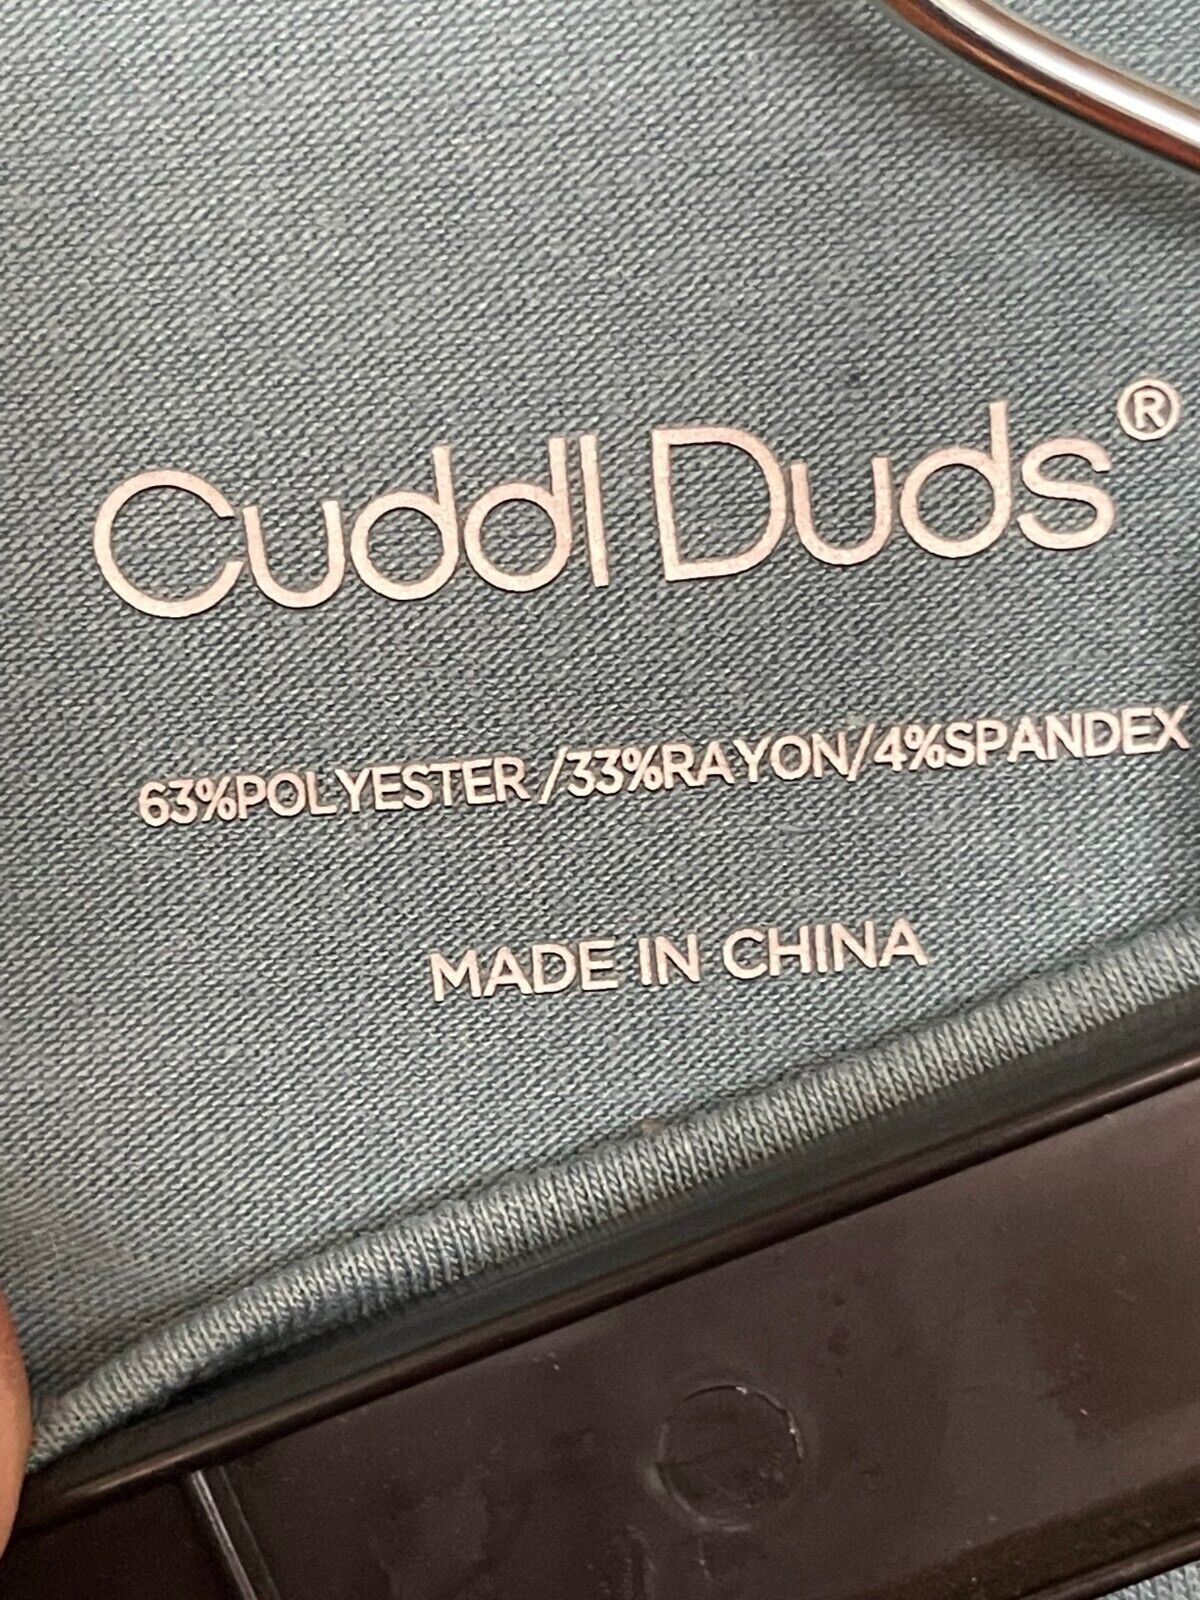 Cuddl Duds®
63%POLYESTER/33%RAYON/4%SPANDEX
MADE IN CHINA